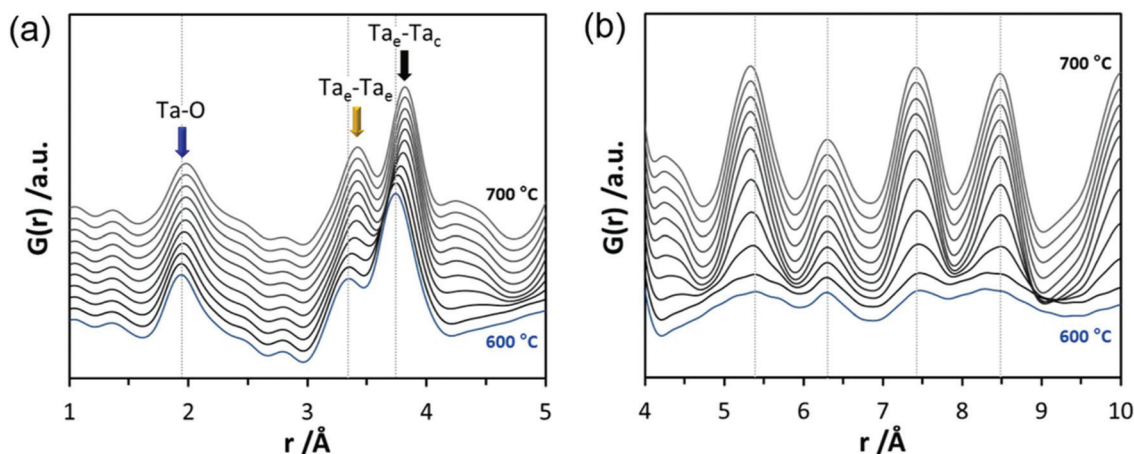 (a)
Ta-O
Taₑ-Taₑ
Taₑ-Ta꜀
700 °C
600 °C
G(r) /a.u.
1 2 3 4 5
r /Å
(b)
700 °C
600 °C
G(r) /a.u.
4 5 6 7 8 9 10
r /Å